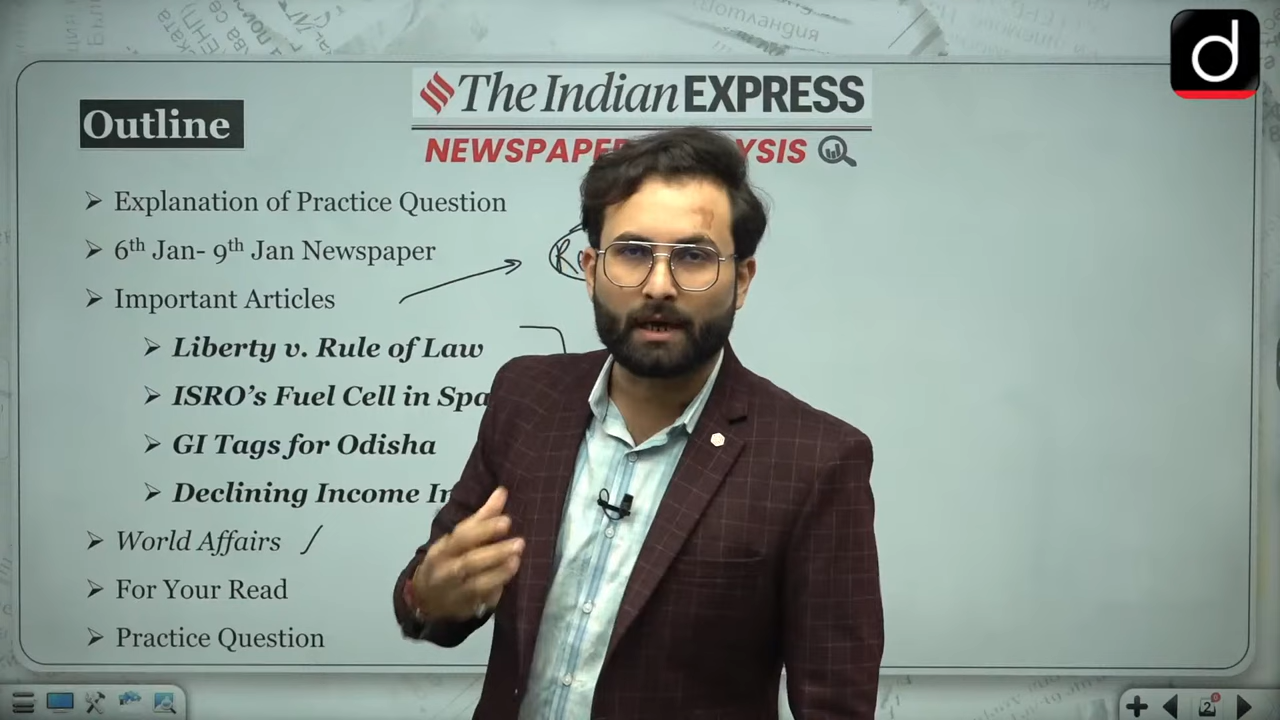 The Indian EXPRESS
Outline
NEWSPAPER ANALYSIS
Explanation of Practice Question
6th Jan- 9th Jan Newspaper
Important Articles
Liberty v. Rule of Law
ISRO's Fuel Cell in Spa
GI Tags for Odisha
Declining Income In
World Affairs
For Your Read
Practice Question
d
2